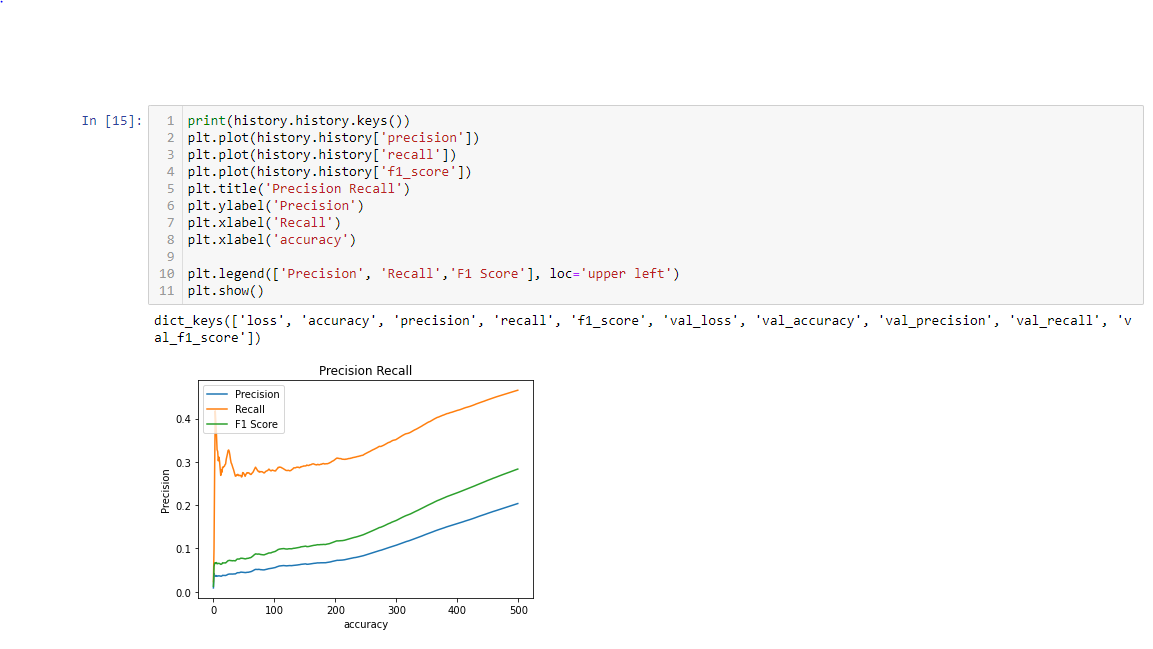 In [15]:
1 print(history.history.keys())
2 plt.plot(history.history['precision'])
3 plt.plot(history.history['recall'])
4 plt.plot(history.history['f1_score'])
5 plt.title('Precision Recall')
6 plt.ylabel('Precision')
7 plt.xlabel('Recall')
8 plt.xlabel('accuracy')
9
10 plt.legend(['Precision', 'Recall','F1 Score'], loc='upper left')
11 plt.show()
dict_keys(['loss', 'accuracy', 'precision', 'recall', 'f1_score', 'val_loss', 'val_accuracy', 'val_precision', 'val_recall', 'v
al_f1_score'])
Precision Recall
Precision
Recall
F1 Score
0.4
0.3
0.2
0.1
0.0
Precision
0 100 200 300 400 500
accuracy